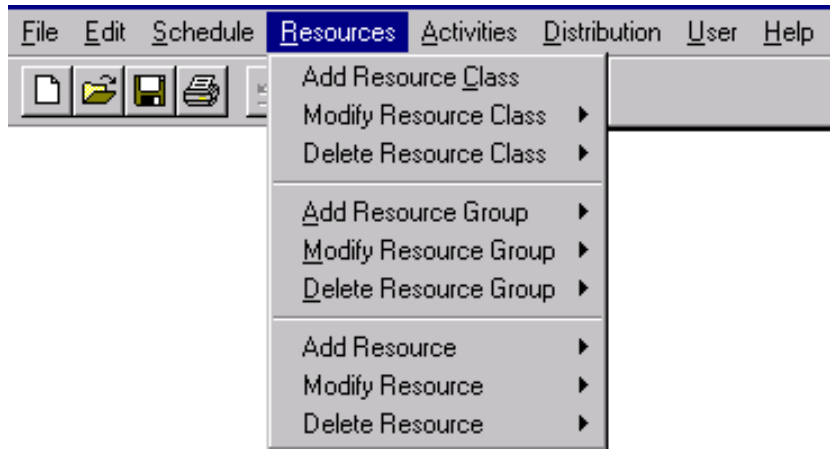 File Edit Schedule Resources Activities Distribution User Help
Add Resource Class
Modify Resource Class
Delete Resource Class
Add Resource Group
Modify Resource Group
Delete Resource Group
Add Resource
Modify Resource
Delete Resource